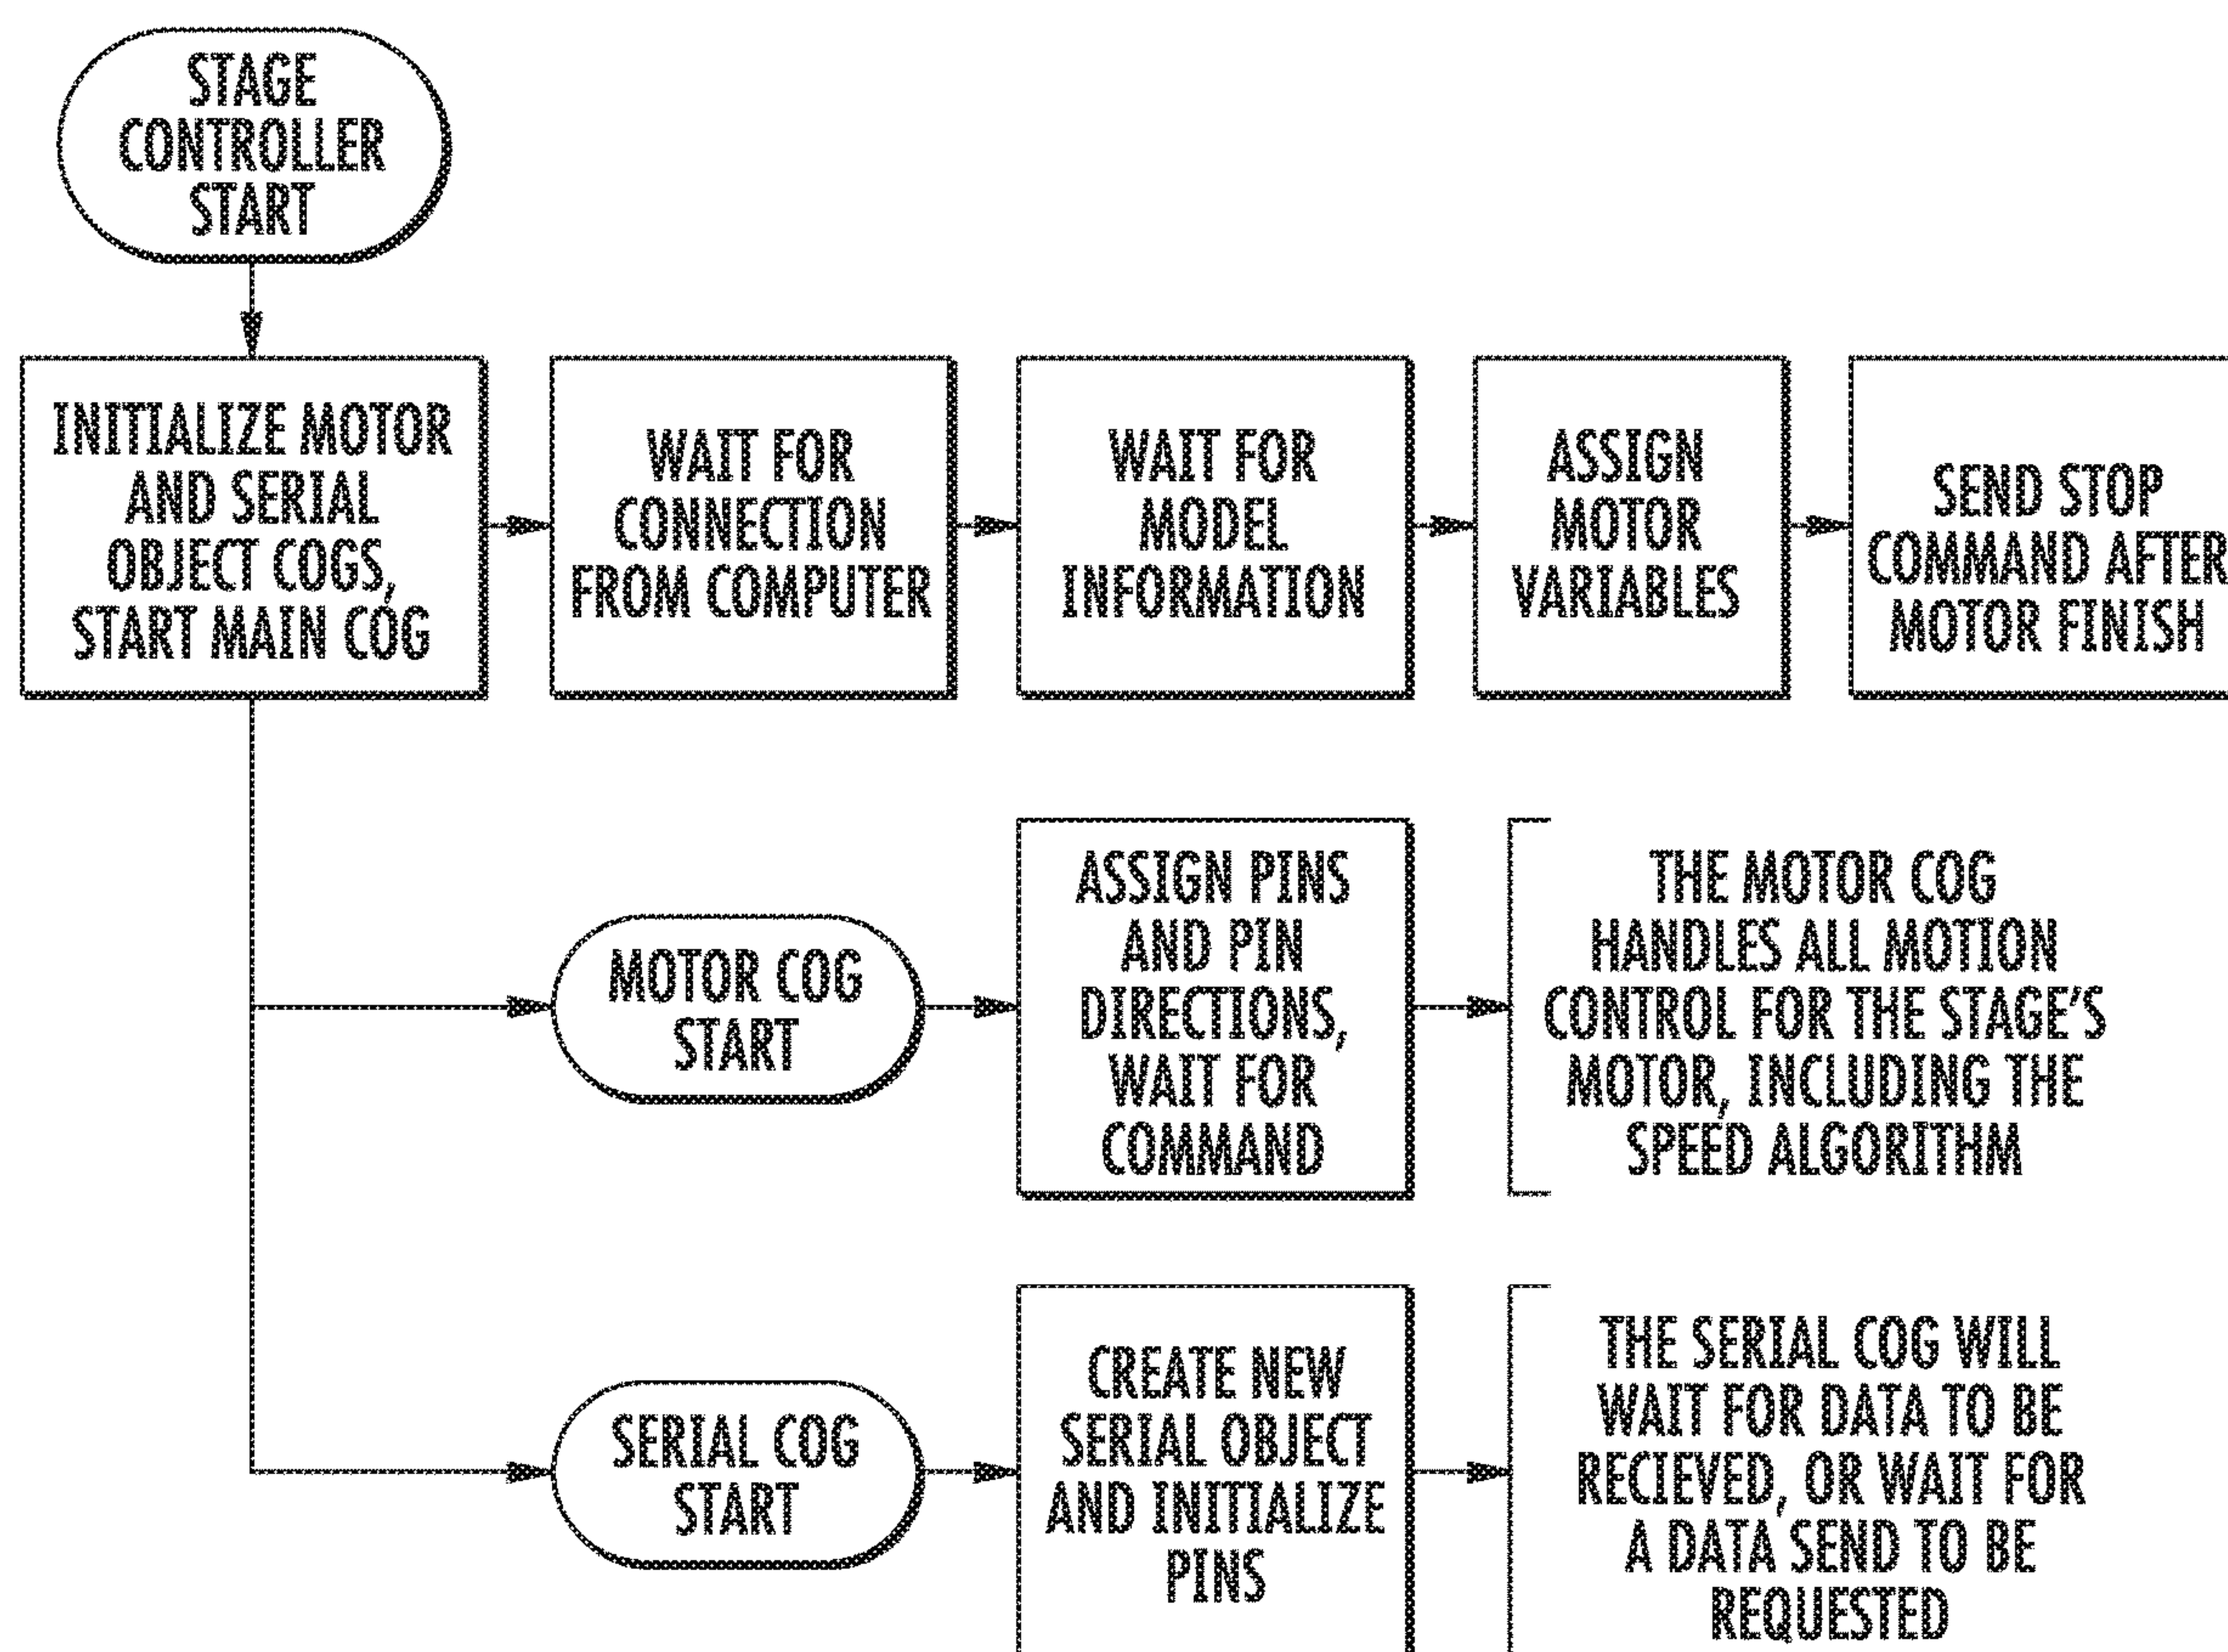 STAGE
CONTROLLER
START
INITIALIZE MOTOR
AND SERIAL
OBJECT COGS,
START MAIN COG
WAIT FOR
CONNECTION
FROM COMPUTER
WAIT FOR
MODEL
INFORMATION
ASSIGN
MOTOR
VARIABLES
SEND STOP
COMMAND AFTER
MOTOR FINISH
MOTOR COG
START
ASSIGN PINS
AND PIN
DIRECTIONS,
WAIT FOR
COMMAND
THE MOTOR COG
HANDLES ALL MOTION
CONTROL FOR THE STAGE'S
MOTOR, INCLUDING THE
SPEED ALGORITHM
SERIAL COG
START
CREATE NEW
SERIAL OBJECT
AND INITIALIZE
PINS
THE SERIAL COG WILL
WAIT FOR DATA TO BE
RECIEVED, OR WAIT FOR
A DATA SEND TO BE
REQUESTED